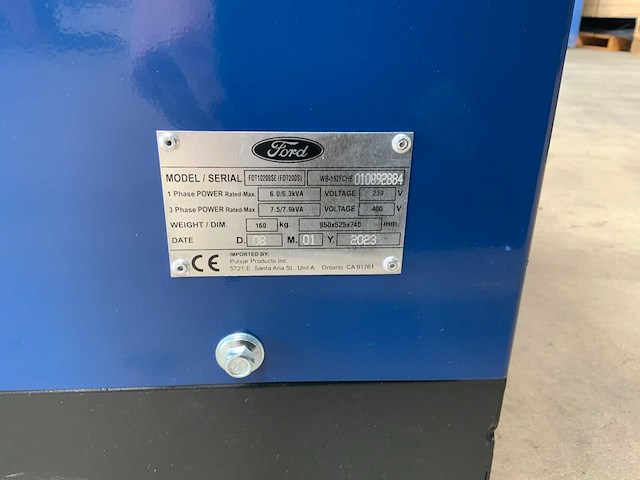 Ford
MODEL / SERIAL FDT10200SE (FD7200S) WB-192FCHE 010892884
1 Phase POWER Rated-Max. 6.0/6.3kVA VOLTAGE 230 V
3 Phase POWER Rated-Max. 7.5/7.9kVA VOLTAGE 400 V
WEIGHT / DIM. 160 kg. 950x525x740 mm.
DATE D. 03 M. 01 Y. 2023
CE IMPORTED BY:
Pulsar Products Inc.
5721 E. Santa Ana St., Unit A Ontario, CA 91761